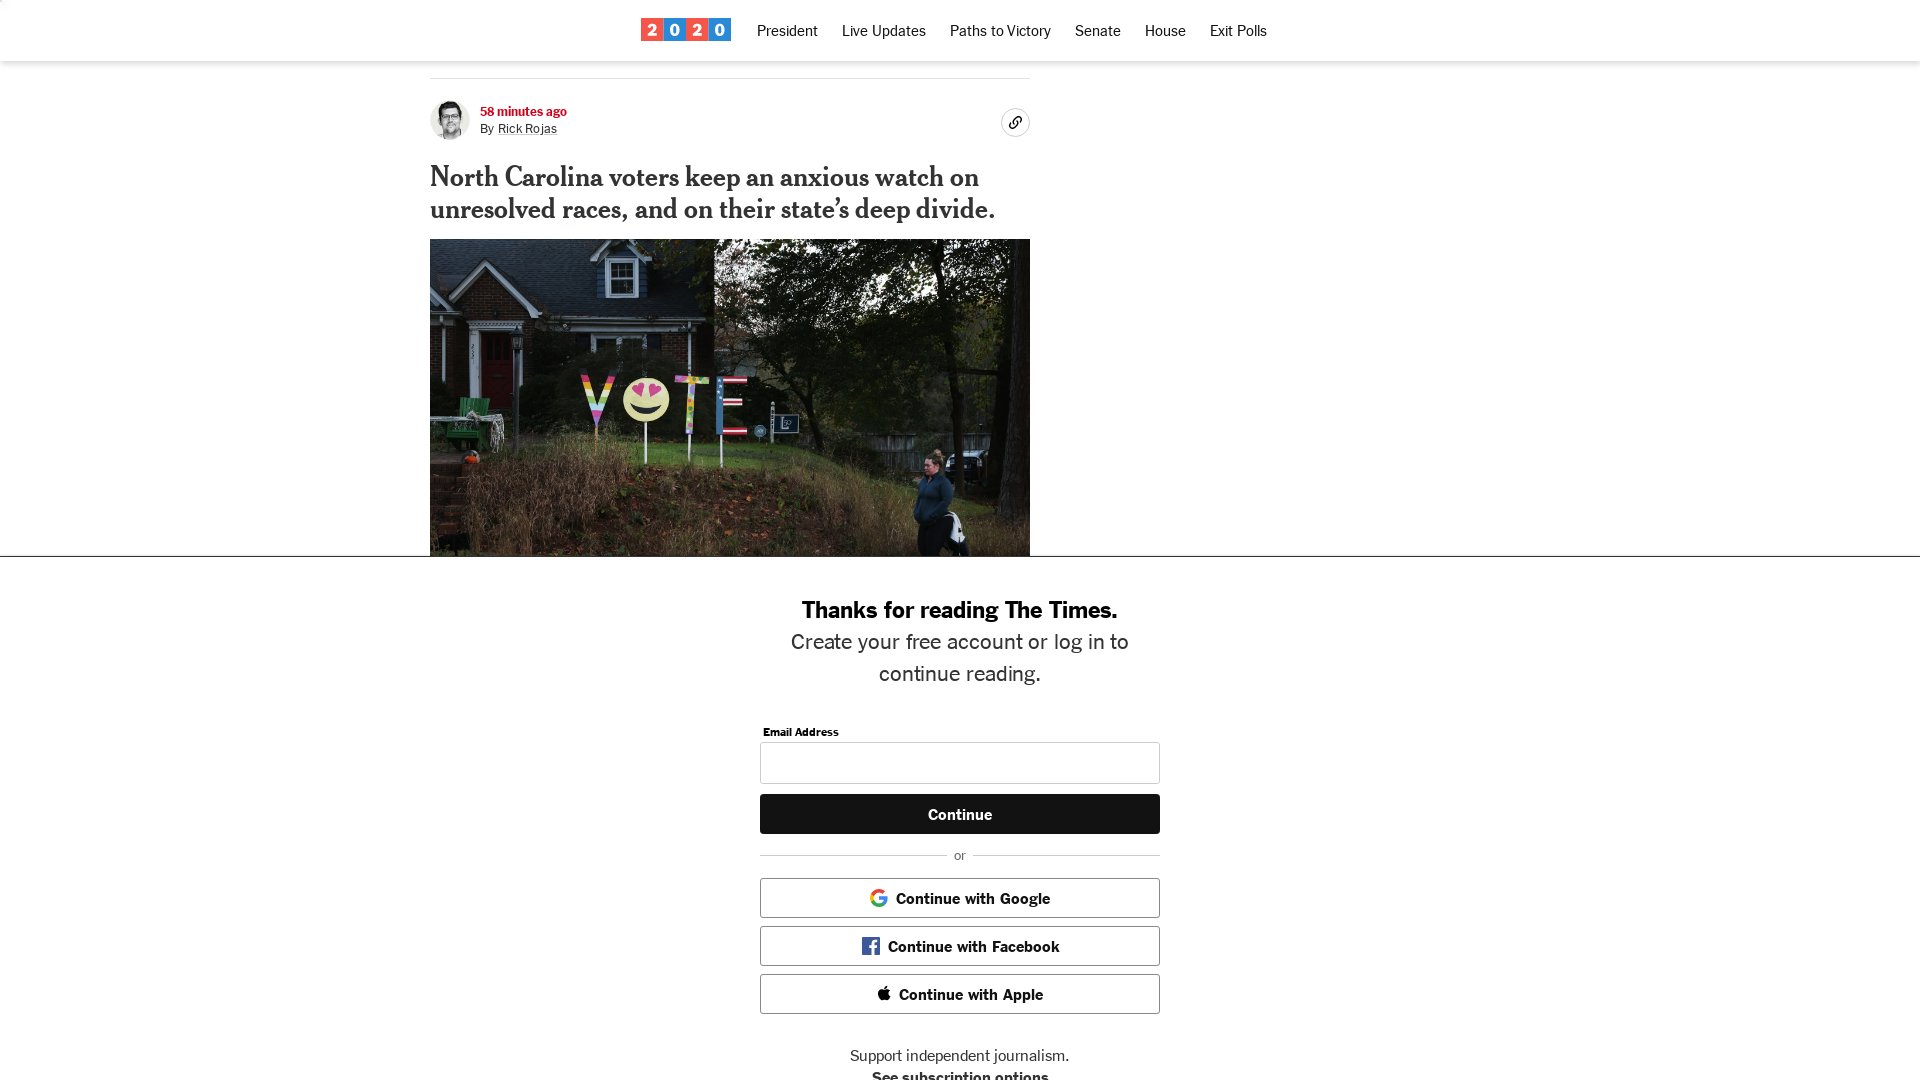 2020
President
Live Updates
Paths to Victory
Senate
House
Exit Polls
58 minutes ago
By Rick Rojas
North Carolina voters keep an anxious watch on
unresolved races, and on their state’s deep divide.
VOTE
Thanks for reading The Times.
Create your free account or log in to
continue reading.
Email Address
Continue
or
Continue with Google
Continue with Facebook
Continue with Apple
Support independent journalism.
See subscription options